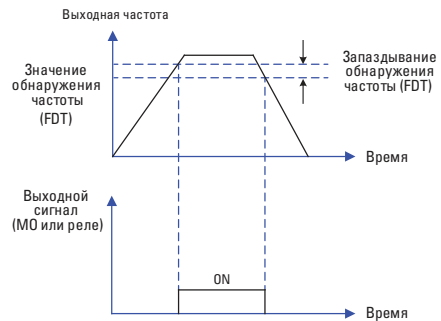 Выходная частота
Значение
обнаружения
частоты
(FDT)
Запаздывание
обнаружения
частоты (FDT)
Время
Выходной
сигнал
(МО или реле)
ON
Время